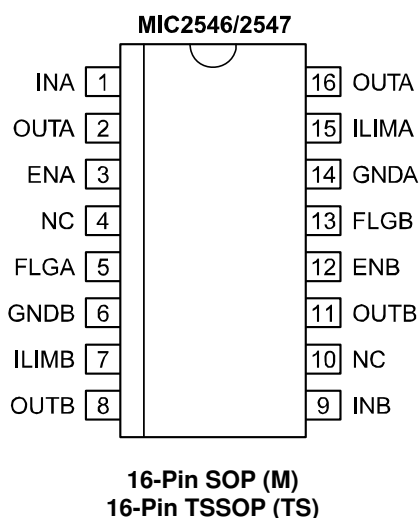 MIC2546/2547
INA 1 16 OUTA
OUTA 2 15 ILIMA
ENA 3 14 GNDA
NC 4 13 FLGB
FLGA 5 12 ENB
GNDB 6 11 OUTB
ILIMB 7 10 NC
OUTB 8 9 INB
16-Pin SOP (M)
16-Pin TSSOP (TS)